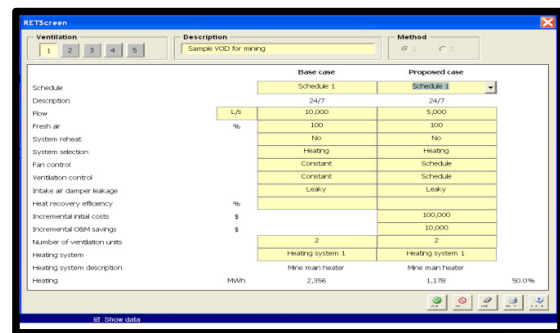 RETScreen
Ventilation
1 2 3 4 5
Description
Sample VOD for mining
Method
Base case Proposed case
Schedule Schedule 1 Schedule 1
Description 24/7 24/7
Flow L/s 10,000 5,000
Fresh air % 100 100
System reheat No No
System selection Heating Heating
Fan control Constant Schedule
Ventilation control Constant Schedule
Intake air damper leakage Leaky Leaky
Heat recovery efficiency %
Incremental initial costs $ 100,000
Incremental O&M savings $ 10,000
Number of ventilation units 2 2
Heating system Heating system 1 Heating system 1
Heating system description Mine main heater Mine main heater
Heating MWh 2,356 1,178 50.0%
Show data